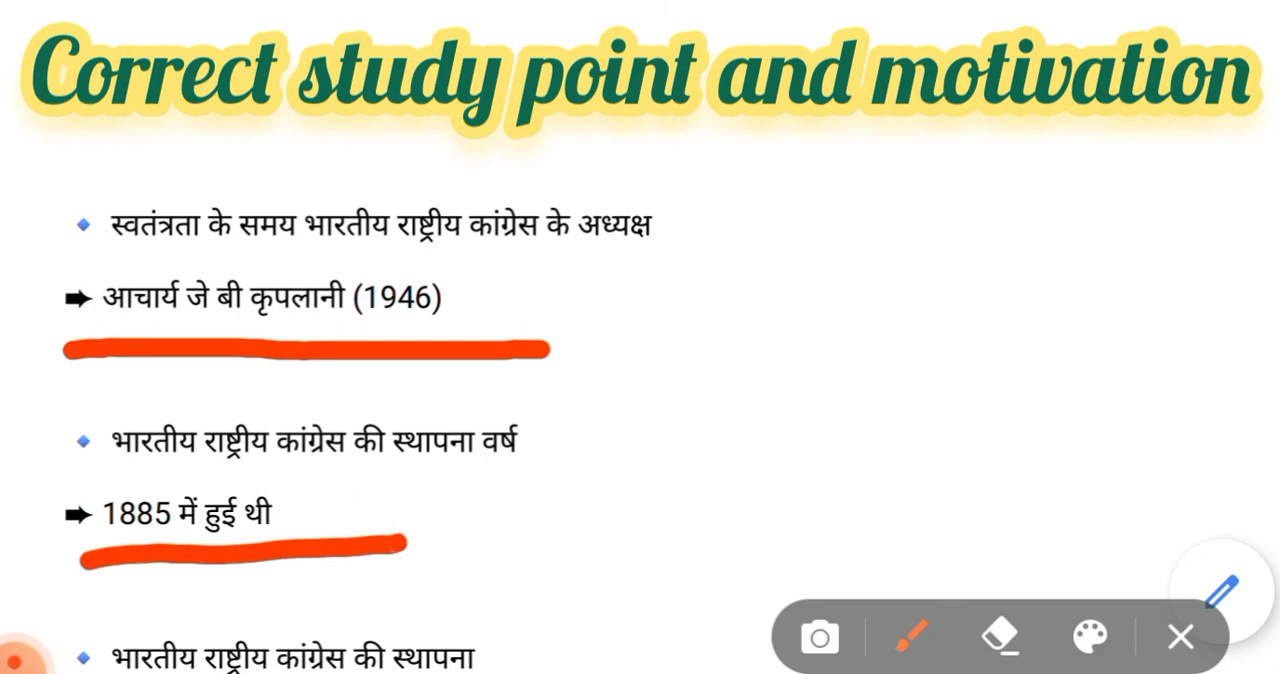 Correct study point and motivation
स्वतंत्रता के समय भारतीय राष्ट्रीय कांग्रेस के अध्यक्ष
आचार्य जे बी कृपलानी (1946)
भारतीय राष्ट्रीय कांग्रेस की स्थापना वर्ष
1885 में हुई थी
भारतीय राष्ट्रीय कांग्रेस की स्थापना